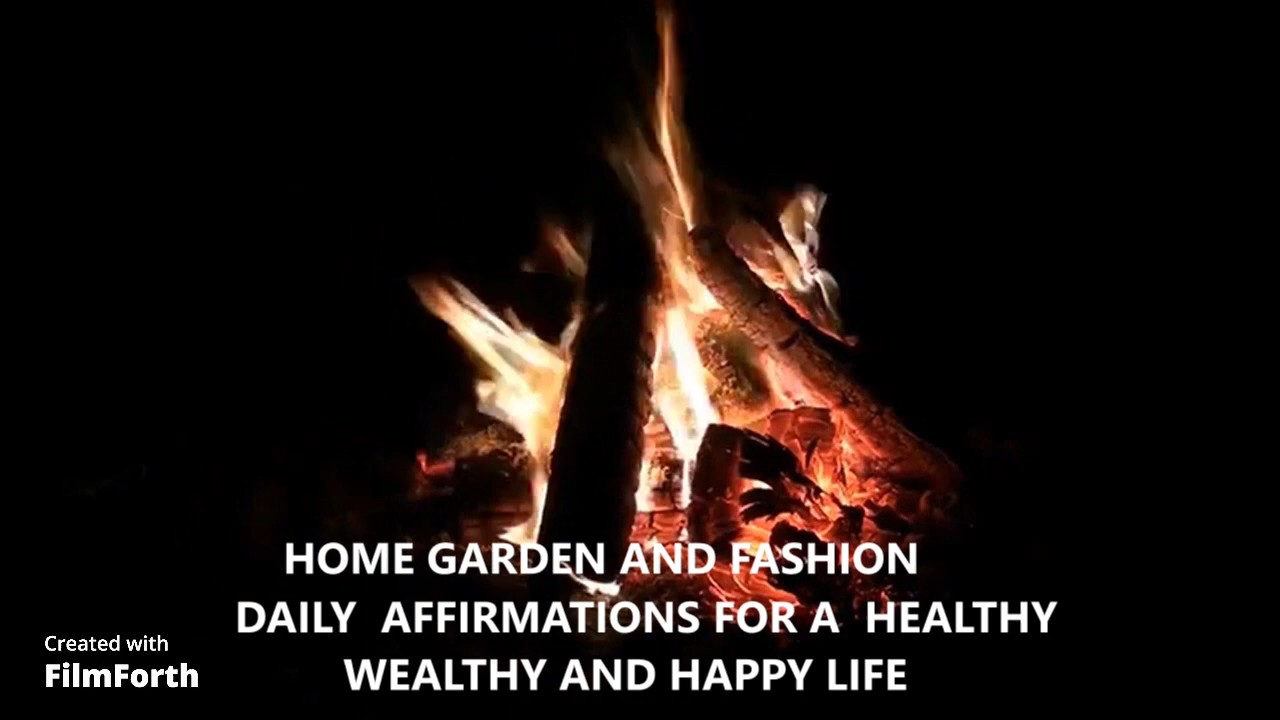 HOME GARDEN AND FASHION
DAILY  AFFIRMATIONS FOR A  HEALTHY
WEALTHY AND HAPPY LIFE
Created with
FilmForth